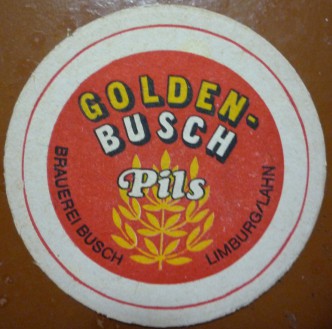 GOLDEN-
BUSCH
Pils
BRAUEREI BUSCH
LIMBURG/LAHN